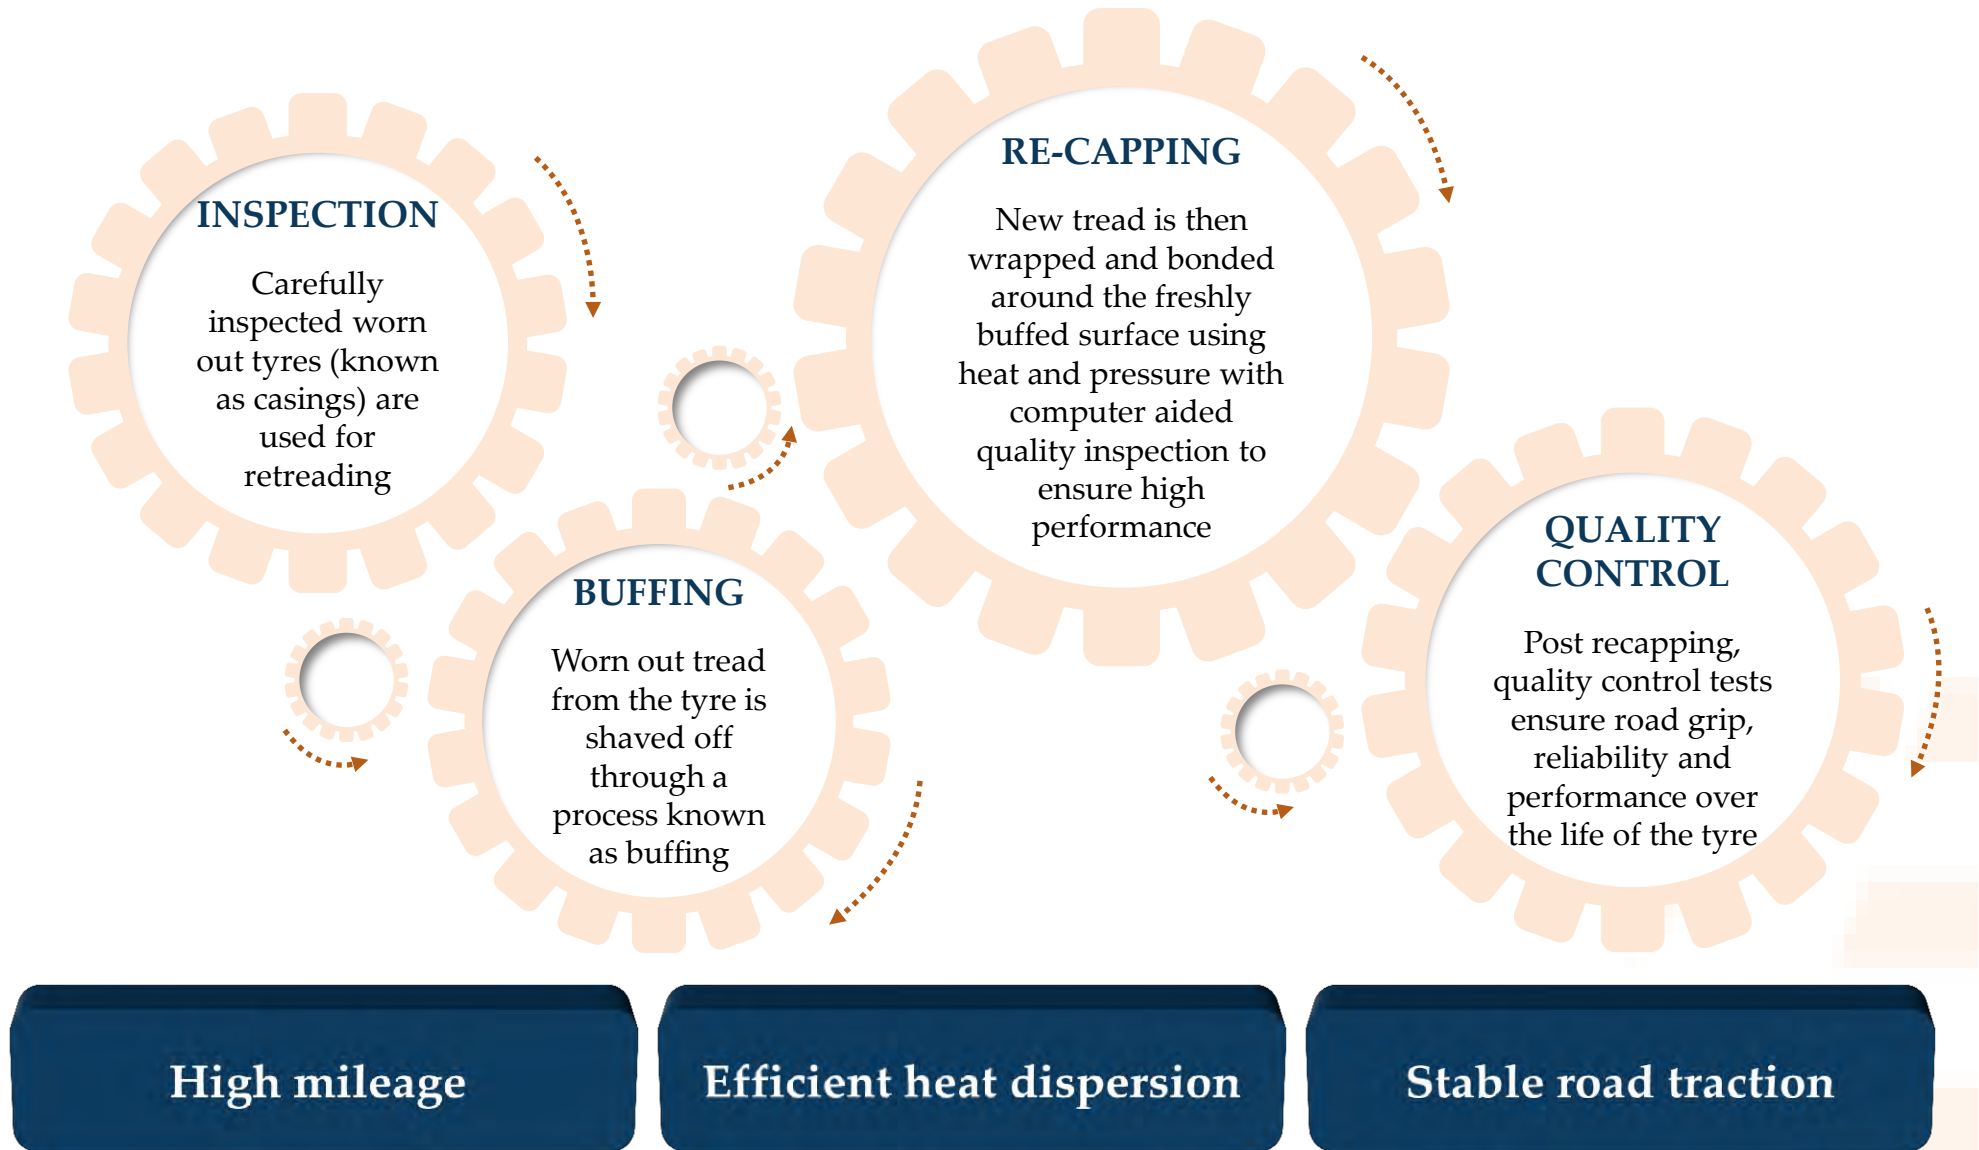 INSPECTION
Carefully
inspected worn
out tyres (known
as casings) are
used for
retreading
BUFFING
Worn out tread
from the tyre is
shaved off
through a
process known
as buffing
RE-CAPPING
New tread is then
wrapped and bonded
around the freshly
buffed surface using
heat and pressure with
computer aided
quality inspection to
ensure high
performance
QUALITY
CONTROL
Post recapping,
quality control tests
ensure road grip,
reliability and
performance over
the life of the tyre
High mileage
Efficient heat dispersion
Stable road traction